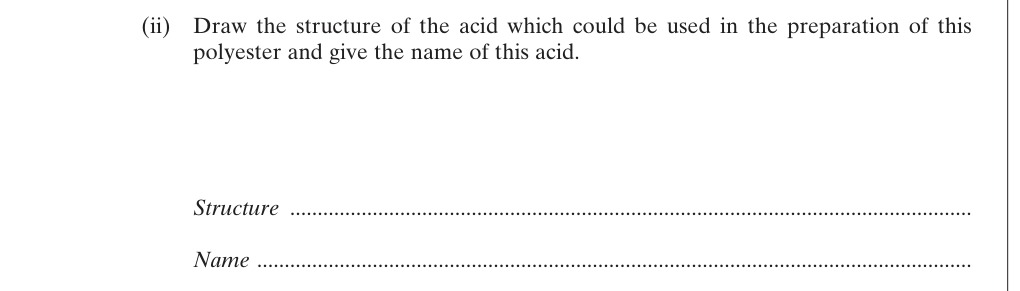 (ii) Draw the structure of the acid which could be used in the preparation of this
polyester and give the name of this acid.
Structure ............................................................................................................................
Name ..................................................................................................................................